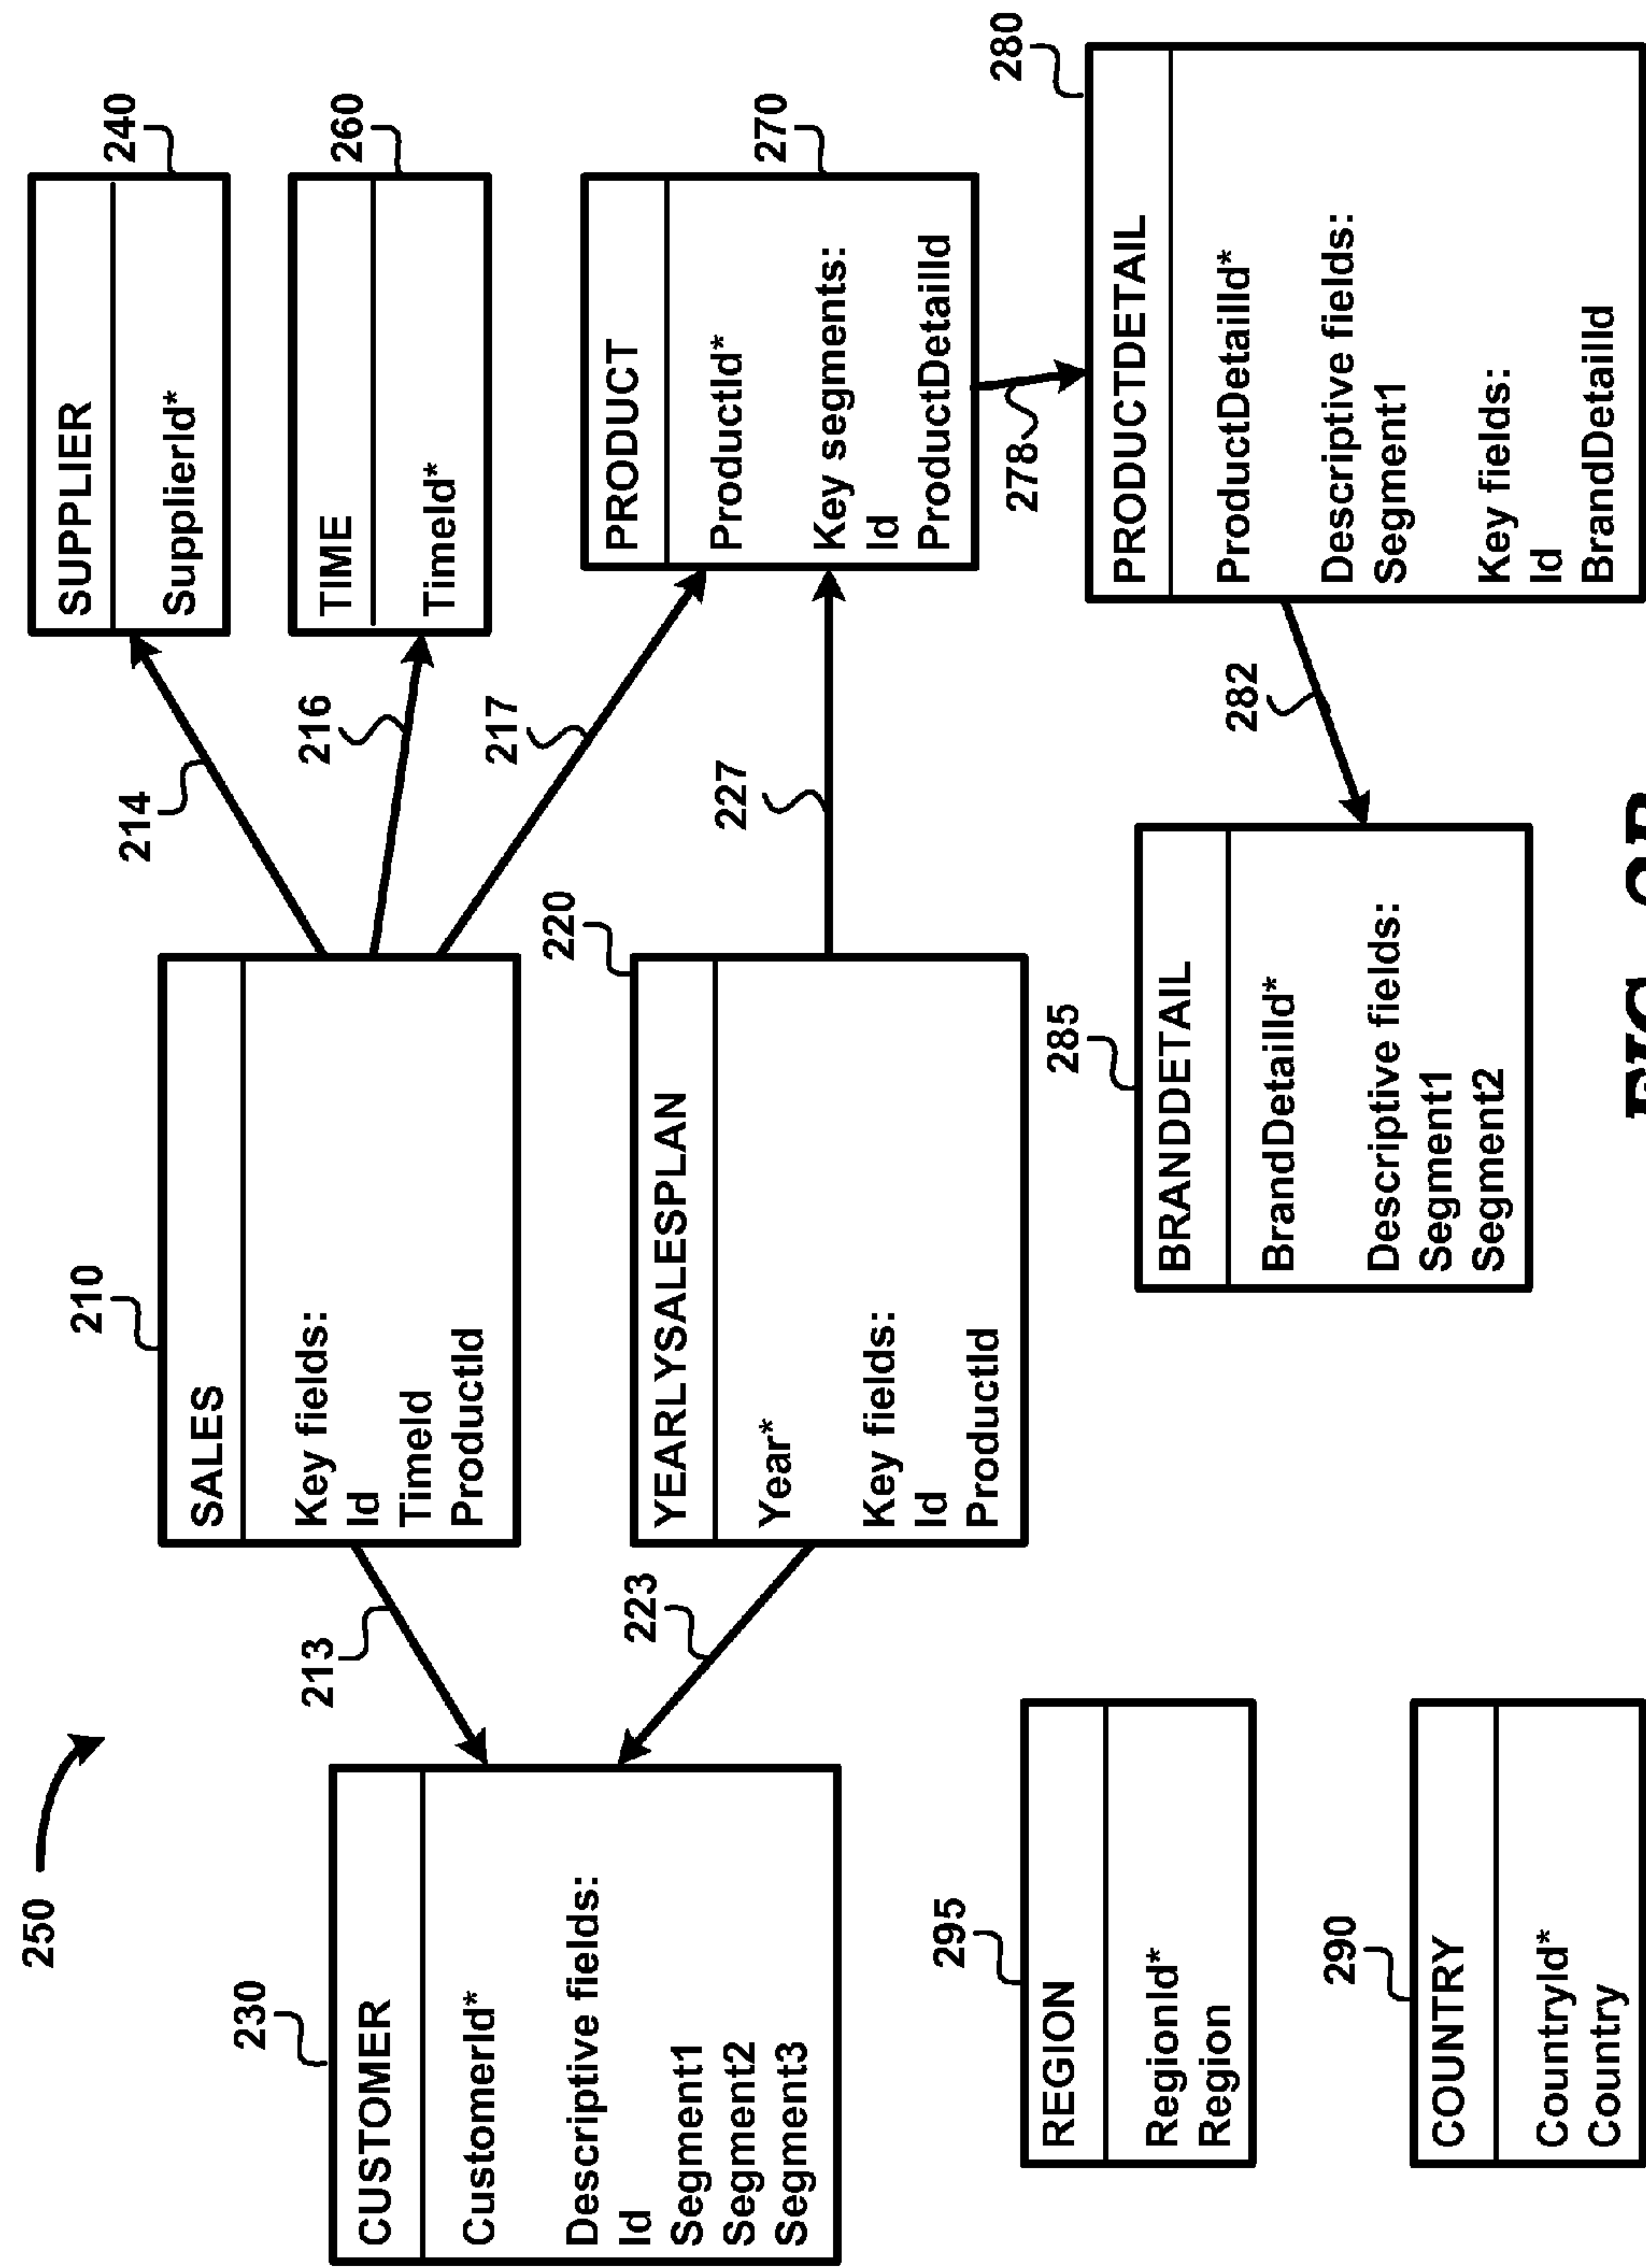 250
210
SALES
Key fields:
Id
TimeId
ProductId
213
214
216
217
240
SUPPLIER
SupplierId*
260
TIME
TimeId*
230
CUSTOMER
CustomerId*
Descriptive fields:
Id
Segment1
Segment2
Segment3
223
220
YEARLYSALESPLAN
Year*
Key fields:
Id
ProductId
227
270
PRODUCT
ProductId*
Key segments:
Id
ProductDetailId
278
295
REGION
RegionId*
Region
285
BRANDDETAIL
BrandDetailId*
Descriptive fields:
Segment1
Segment2
282
280
PRODUCTDETAIL
ProductDetailId*
Descriptive fields:
Segment1
Key fields:
Id
BrandDetailId
290
COUNTRY
CountryId*
Country